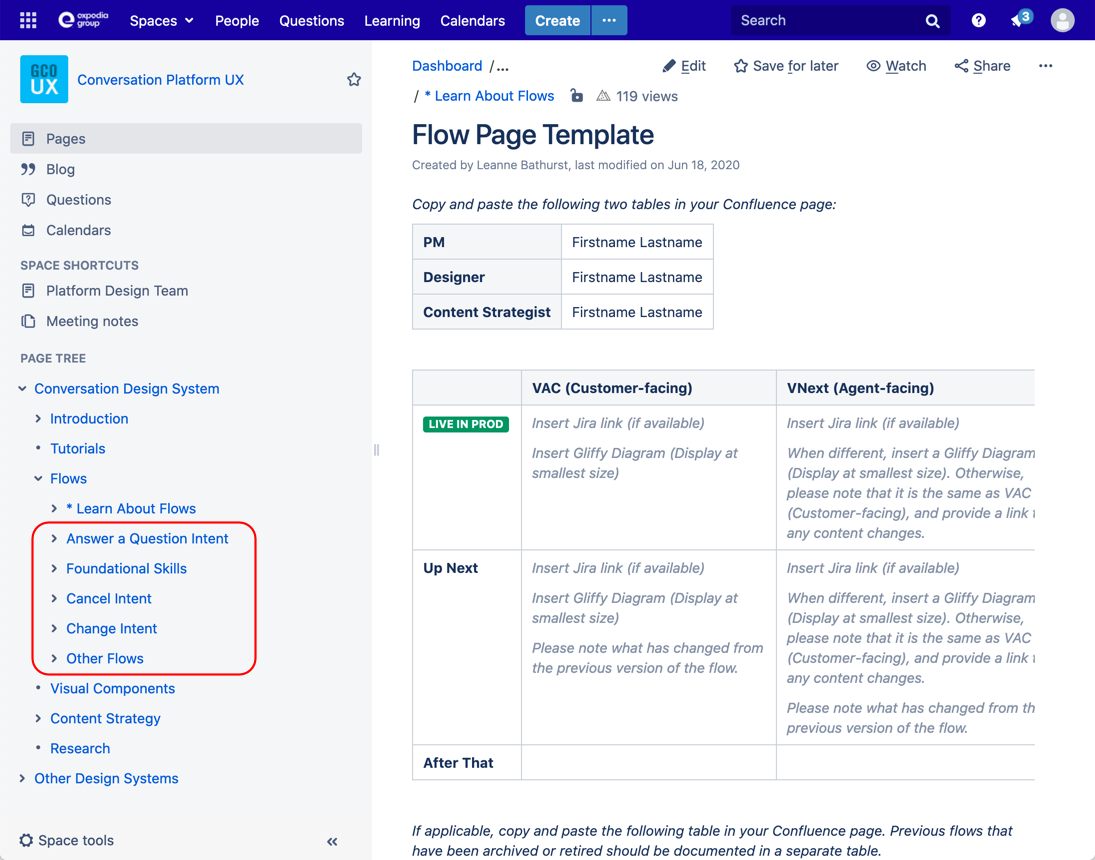 expedia group
Spaces
People
Questions
Learning
Calendars
Create
Search
3
GCO
UX
Conversation Platform UX
Pages
Blog
Questions
Calendars
SPACE SHORTCUTS
Platform Design Team
Meeting notes
PAGE TREE
Conversation Design System
Introduction
Tutorials
Flows
* Learn About Flows
Answer a Question Intent
Foundational Skills
Cancel Intent
Change Intent
Other Flows
Visual Components
Content Strategy
Research
Other Design Systems
Space tools
Dashboard /...
Edit
Save for later
Watch
Share
/ * Learn About Flows
119 views
Flow Page Template
Created by Leanne Bathurst, last modified on Jun 18, 2020
Copy and paste the following two tables in your Confluence page:
PM Firstname Lastname
Designer Firstname Lastname
Content Strategist Firstname Lastname
VAC (Customer-facing) VNext (Agent-facing)
LIVE IN PROD
Insert Jira link (if available)
Insert Gliffy Diagram (Display at
smallest size)
Insert Jira link (if available)
When different, insert a Gliffy Diagram
(Display at smallest size). Otherwise,
please note that it is the same as VAC
(Customer-facing), and provide a link t
any content changes.
Up Next
Insert Jira link (if available)
Insert Gliffy Diagram (Display at
smallest size)
Please note what has changed from
the previous version of the flow.
Insert Jira link (if available)
When different, insert a Gliffy Diagram
(Display at smallest size). Otherwise,
please note that it is the same as VAC
(Customer-facing), and provide a link t
any content changes.
Please note what has changed from th
previous version of the flow.
After That
If applicable, copy and paste the following table in your Confluence page. Previous flows that
have been archived or retired should be documented in a separate table.